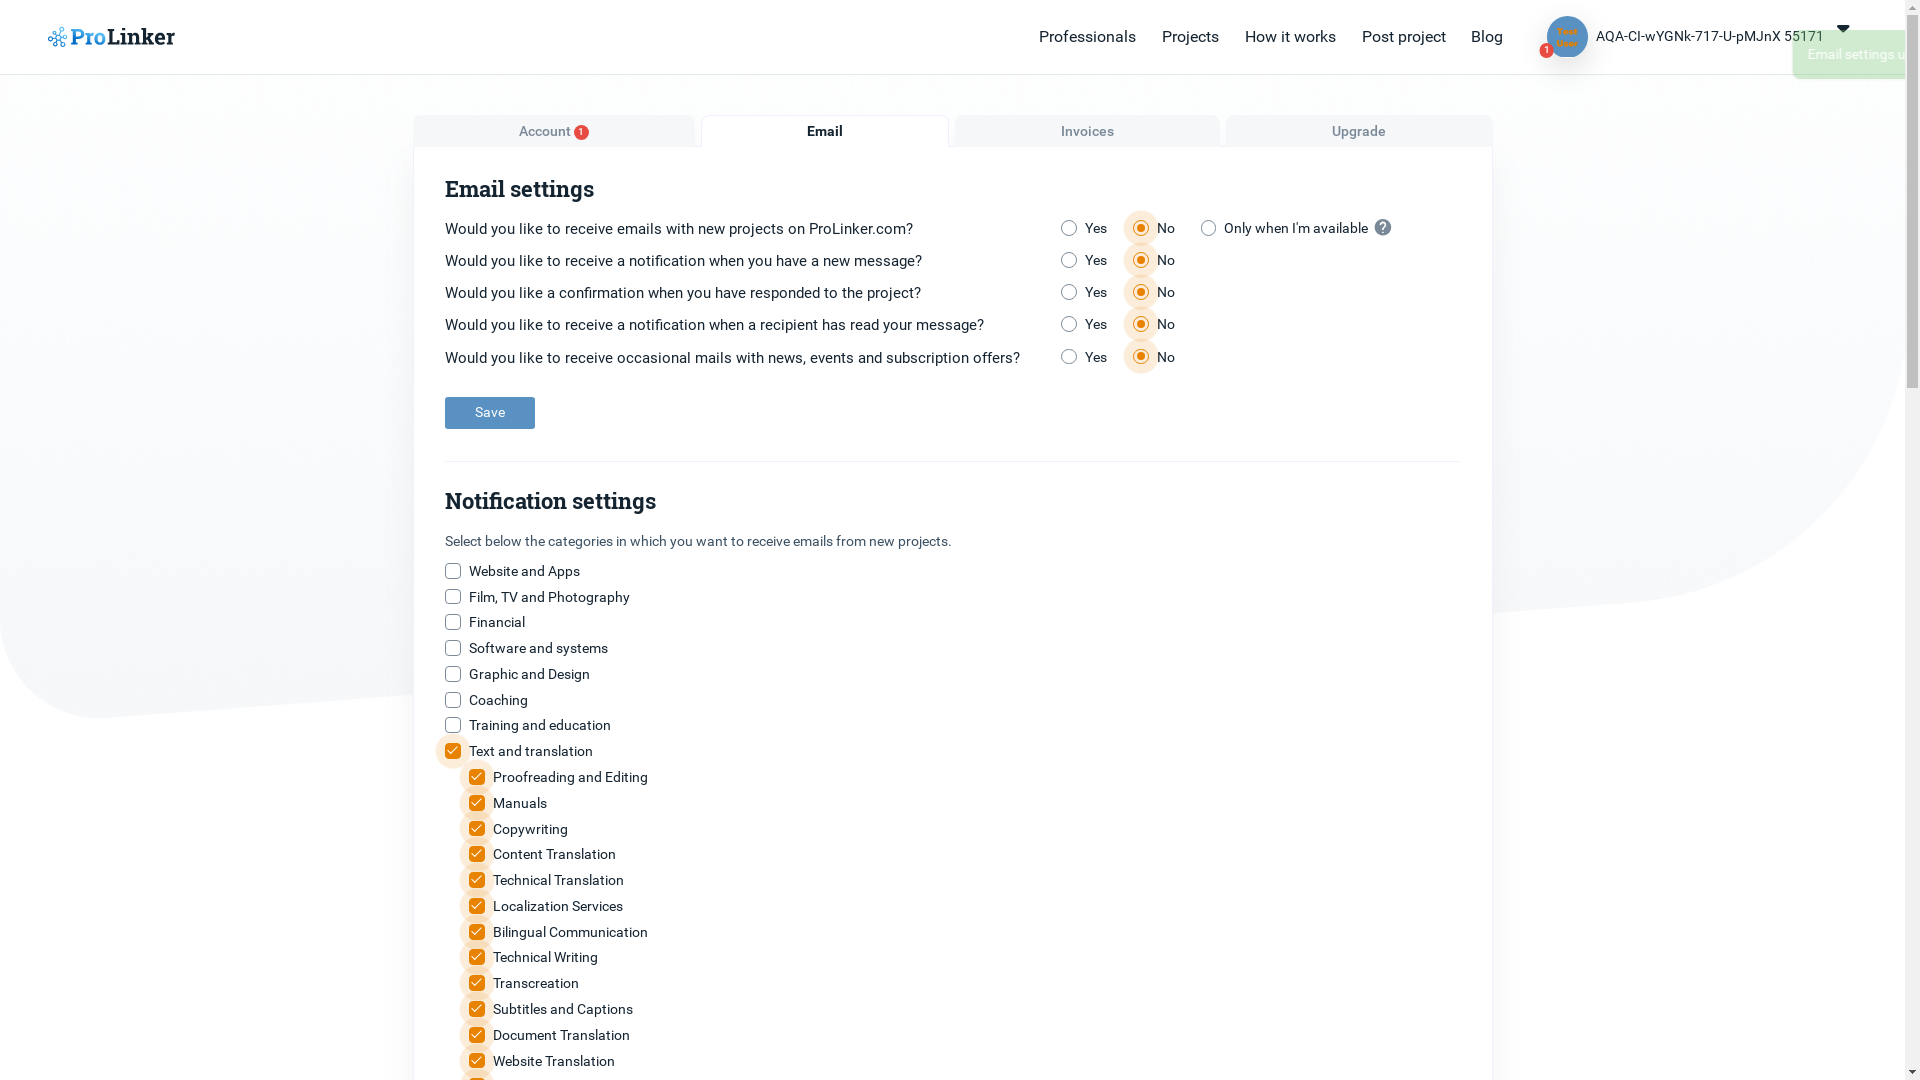 ProLinker
Professionals
Projects
How it works
Post project
Blog
Test
User
1
AQA-CI-wYGNk-717-U-pMJnX 55171
Email settings u
Account 1
Email
Invoices
Upgrade
Email settings
Would you like to receive emails with new projects on ProLinker.com? Yes No Only when I'm available ?
Would you like to receive a notification when you have a new message? Yes No
Would you like a confirmation when you have responded to the project? Yes No
Would you like to receive a notification when a recipient has read your message? Yes No
Would you like to receive occasional mails with news, events and subscription offers? Yes No
Save
Notification settings
Select below the categories in which you want to receive emails from new projects.
Website and Apps
Film, TV and Photography
Financial
Software and systems
Graphic and Design
Coaching
Training and education
Text and translation
Proofreading and Editing
Manuals
Copywriting
Content Translation
Technical Translation
Localization Services
Bilingual Communication
Technical Writing
Transcreation
Subtitles and Captions
Document Translation
Website Translation